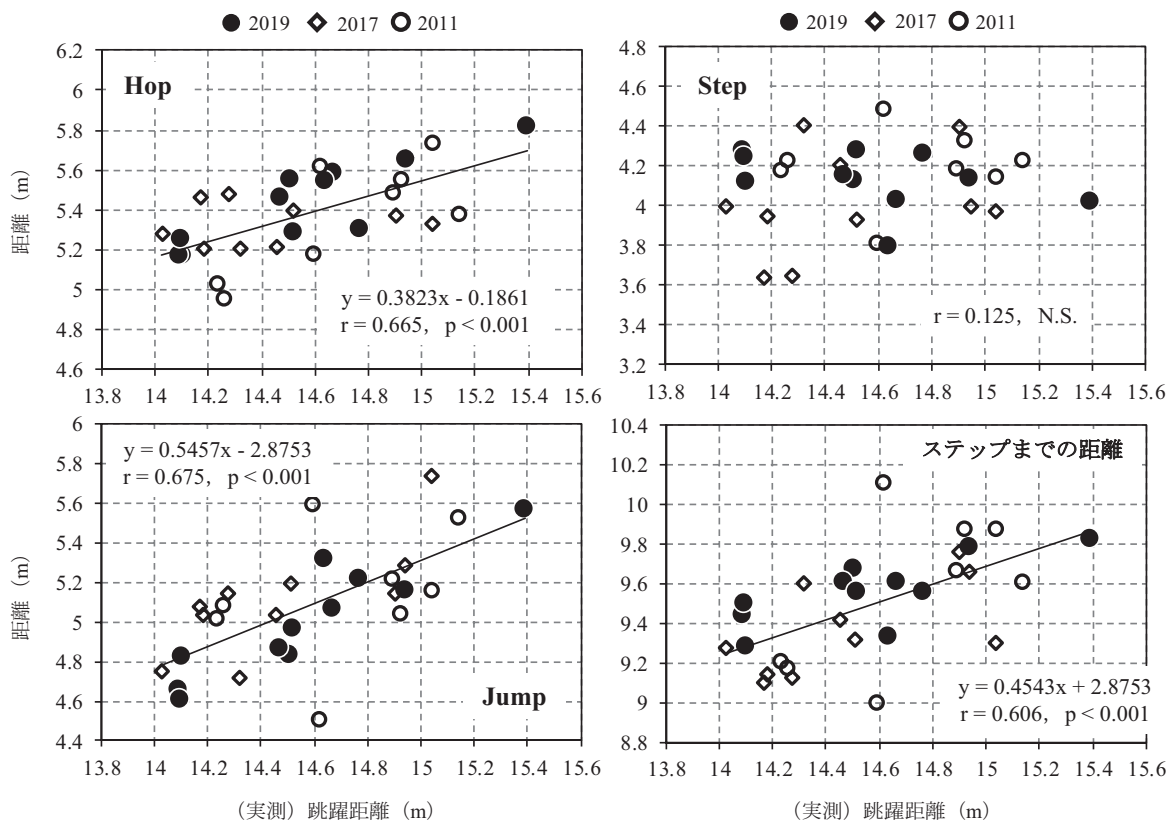 2019 2017 2011
2019 2017 2011
6.2
6
5.8
5.6
5.4
5.2
5
4.8
4.6
Hop
y = 0.3823x - 0.1861
r = 0.665, p < 0.001
13.8 14 14.2 14.4 14.6 14.8 15 15.2 15.4 15.6
距離（m）
4.8
4.6
4.4
4.2
4
3.8
3.6
3.4
3.2
Step
r = 0.125, N.S.
13.8 14 14.2 14.4 14.6 14.8 15 15.2 15.4 15.6
6
5.8
5.6
5.4
5.2
5
4.8
4.6
4.4
y = 0.5457x - 2.8753
r = 0.675, p < 0.001
Jump
13.8 14 14.2 14.4 14.6 14.8 15 15.2 15.4 15.6
距離（m）
（実測）跳躍距離（m）
10.4
10.2
10
9.8
9.6
9.4
9.2
9
8.8
ステップまでの距離
y = 0.4543x + 2.8753
r = 0.606, p < 0.001
13.8 14 14.2 14.4 14.6 14.8 15 15.2 15.4 15.6
（実測）跳躍距離（m）